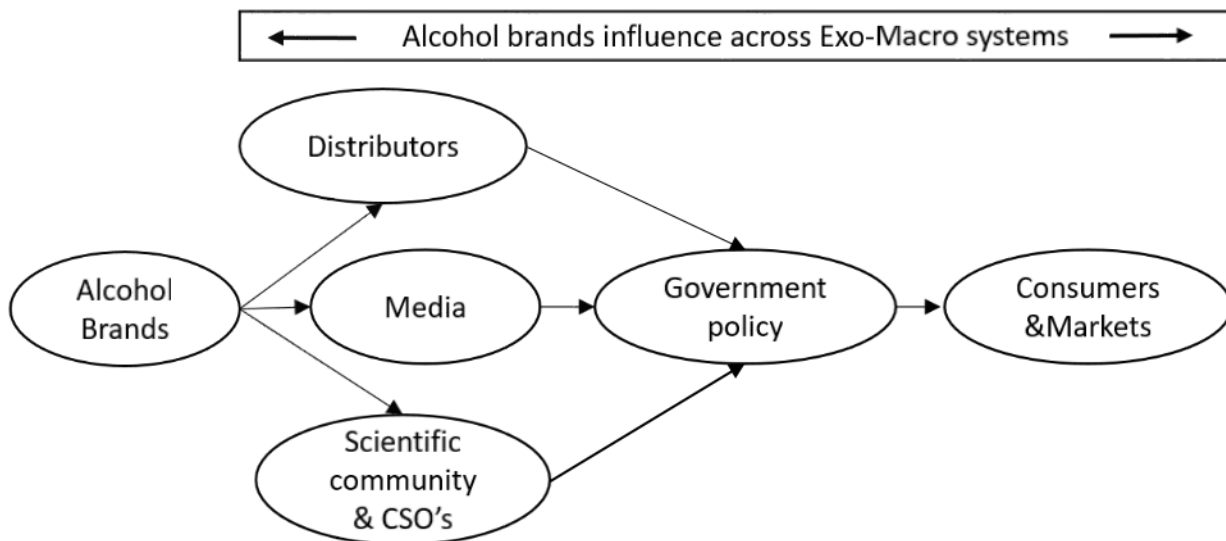 Alcohol brands influence across Exo-Macro systems
Distributors
Alcohol
Brands
Media
Government
policy
Consumers
&Markets
Scientific
community
& CSO's